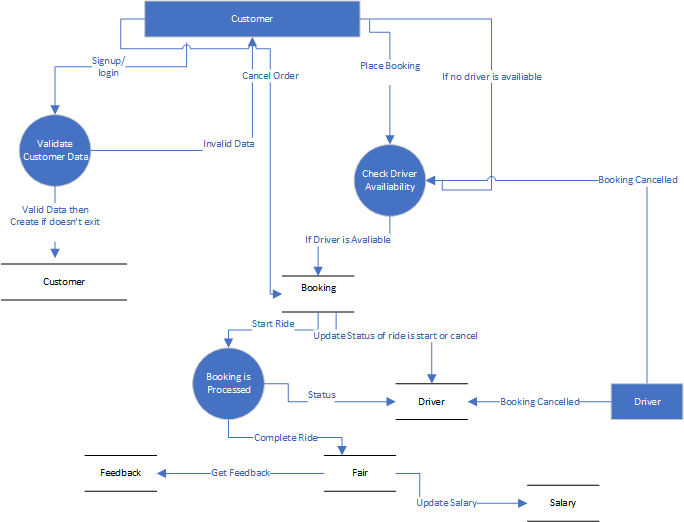 Customer
Signup/
login
Cancel Order
Place Booking
If no driver is availiable
Validate
Customer Data
Invalid Data
Check Driver
Availiability
Booking Cancelled
Valid Data then
Create if doesn't exit
If Driver is Avaliable
Customer
Booking
Start Ride
Update Status of ride is start or cancel
Booking is
Processed
Status
Driver
Booking Cancelled
Driver
Complete Ride
Feedback
Get Feedback
Fair
Update Salary
Salary